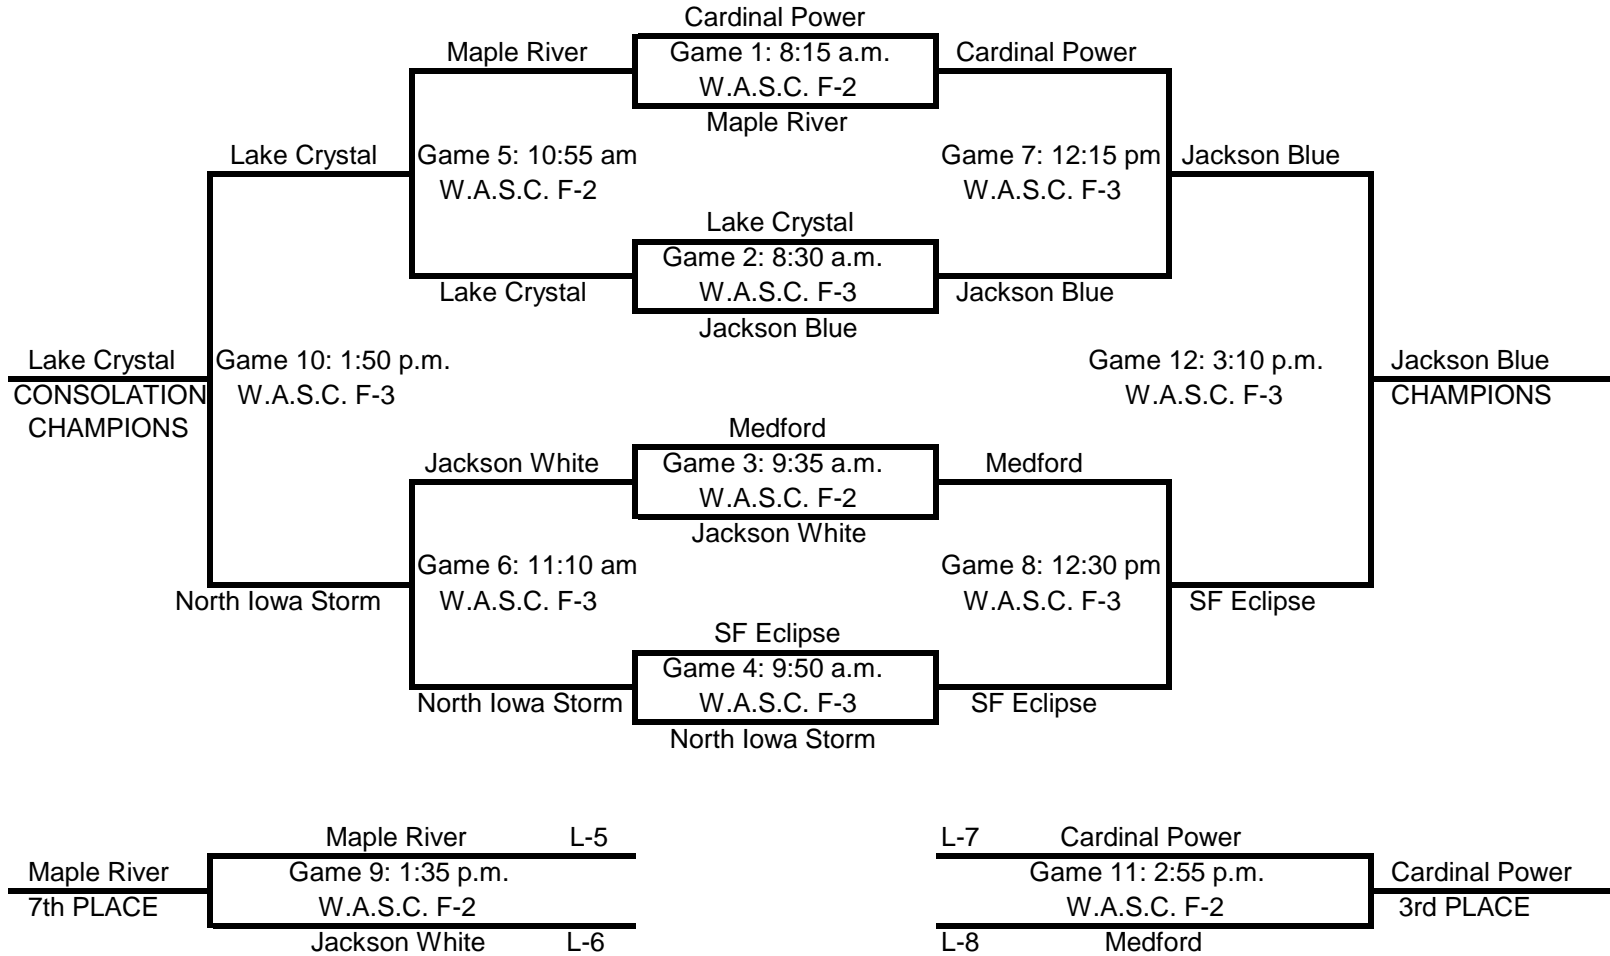 Cardinal Power
Maple River
Game 1: 8:15 a.m.
Cardinal Power
W.A.S.C. F-2
Maple River
Lake Crystal
Game 5: 10:55 am
Game 7: 12:15 pm
Jackson Blue
W.A.S.C. F-2
W.A.S.C. F-3
Lake Crystal
Game 2: 8:30 a.m.
Lake Crystal
W.A.S.C. F-3
Jackson Blue
Jackson Blue
Lake Crystal
Game 10: 1:50 p.m.
Game 12: 3:10 p.m.
Jackson Blue
CONSOLATION
W.A.S.C. F-3
W.A.S.C. F-3
CHAMPIONS
CHAMPIONS
Medford
Jackson White
Game 3: 9:35 a.m.
Medford
W.A.S.C. F-2
Jackson White
Game 6: 11:10 am
Game 8: 12:30 pm
North Iowa Storm
W.A.S.C. F-3
W.A.S.C. F-3
SF Eclipse
SF Eclipse
Game 4: 9:50 a.m.
North Iowa Storm
W.A.S.C. F-3
SF Eclipse
North Iowa Storm
Maple River L-5
L-7 Cardinal Power
Maple River
Game 9: 1:35 p.m.
Game 11: 2:55 p.m.
Cardinal Power
7th PLACE
W.A.S.C. F-2
W.A.S.C. F-2
3rd PLACE
Jackson White L-6
L-8 Medford